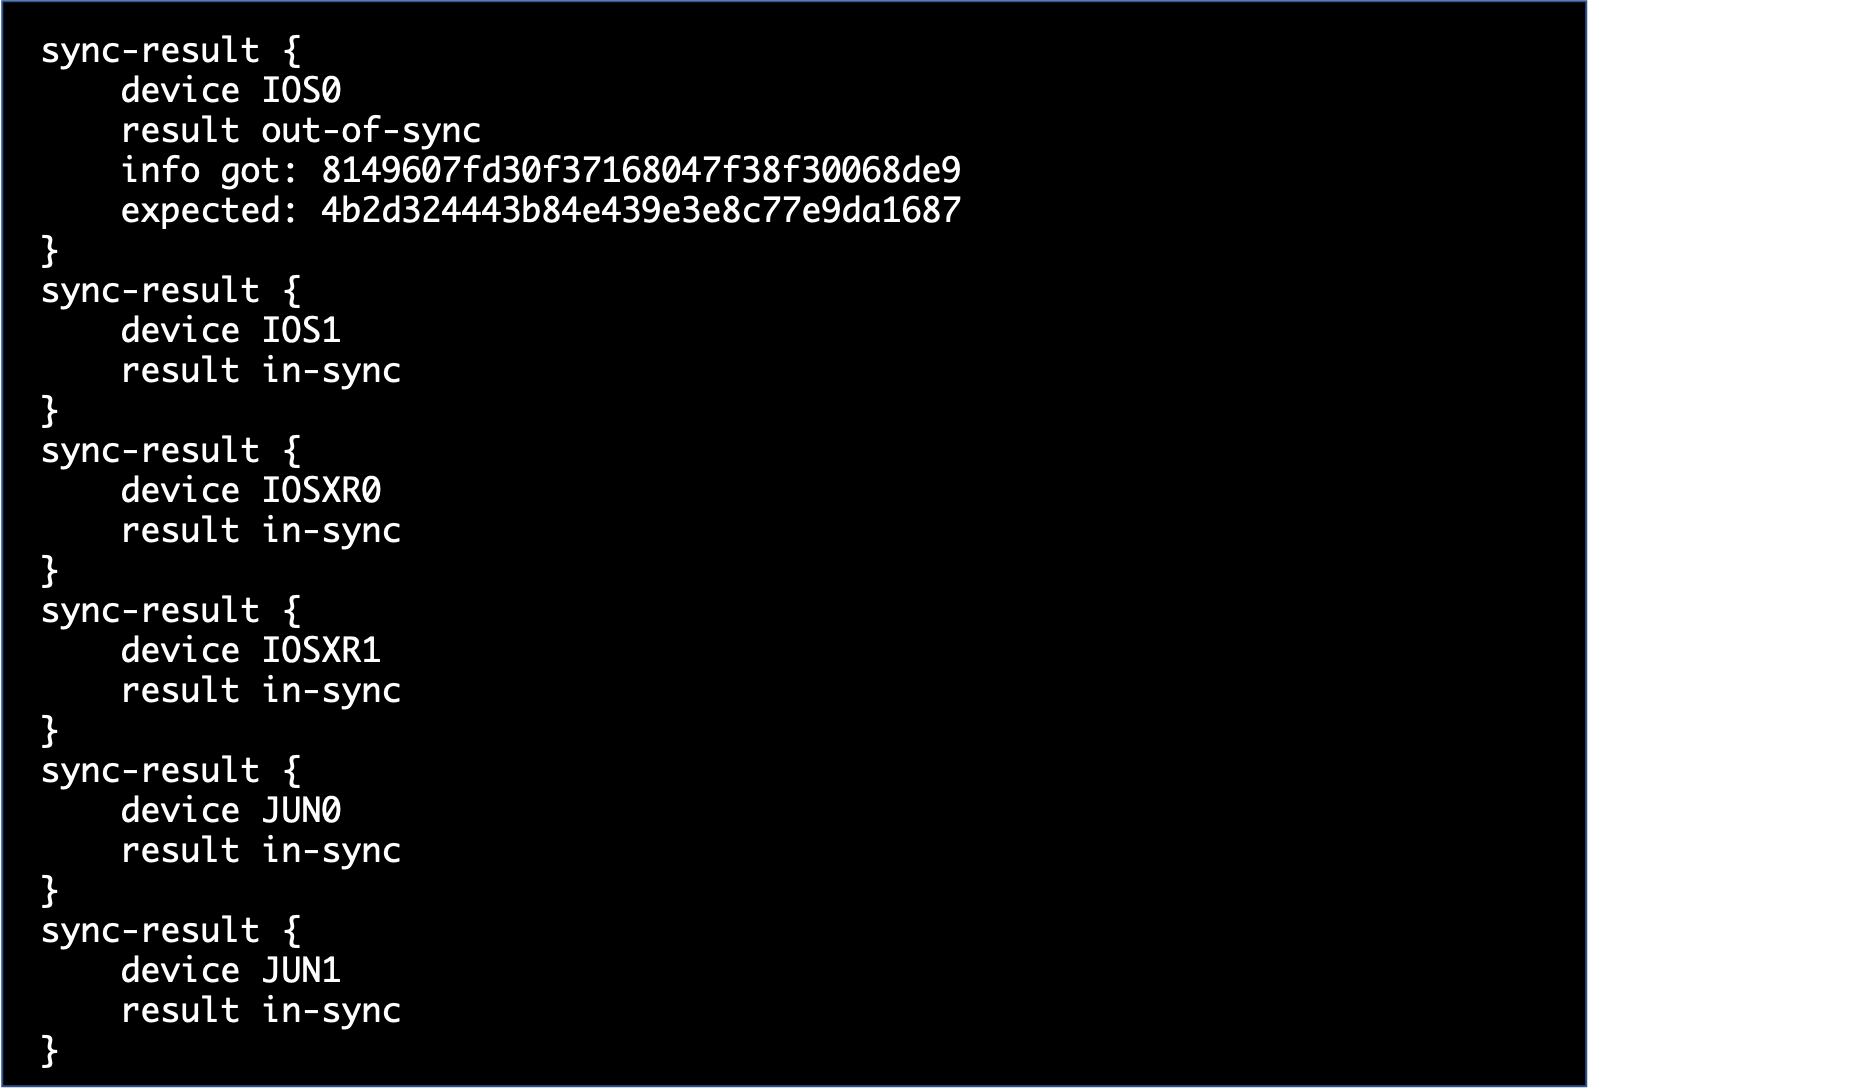 sync-result {
    device IOS0
    result out-of-sync
    info got: 8149607fd30f37168047f38f30068de9
    expected: 4b2d324443b84e439e3e8c77e9da1687
}
sync-result {
    device IOS1
    result in-sync
}
sync-result {
    device IOSXR0
    result in-sync
}
sync-result {
    device IOSXR1
    result in-sync
}
sync-result {
    device JUN0
    result in-sync
}
sync-result {
    device JUN1
    result in-sync
}